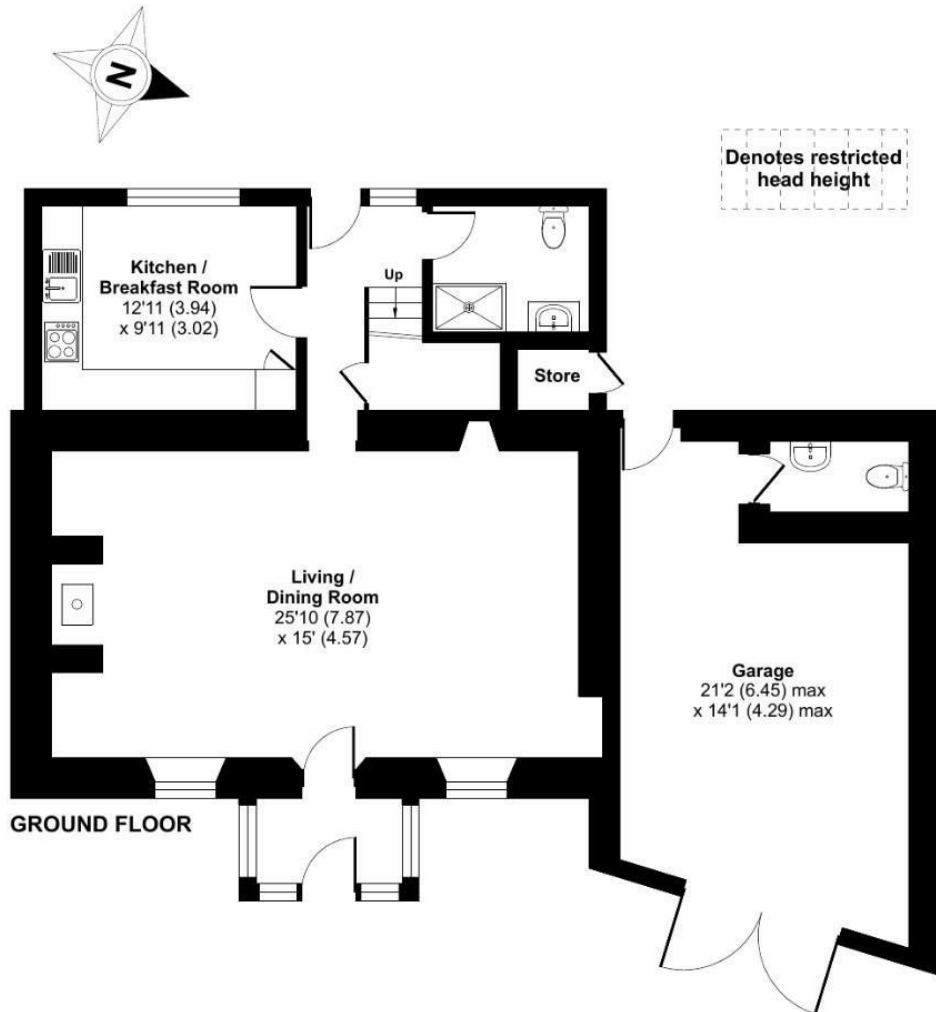 N
Denotes restricted
head height
Kitchen /
Breakfast Room
12'11 (3.94)
x 9'11 (3.02)
Up
Store
Living /
Dining Room
25'10 (7.87)
x 15' (4.57)
Garage
21'2 (6.45) max
x 14'1 (4.29) max
GROUND FLOOR